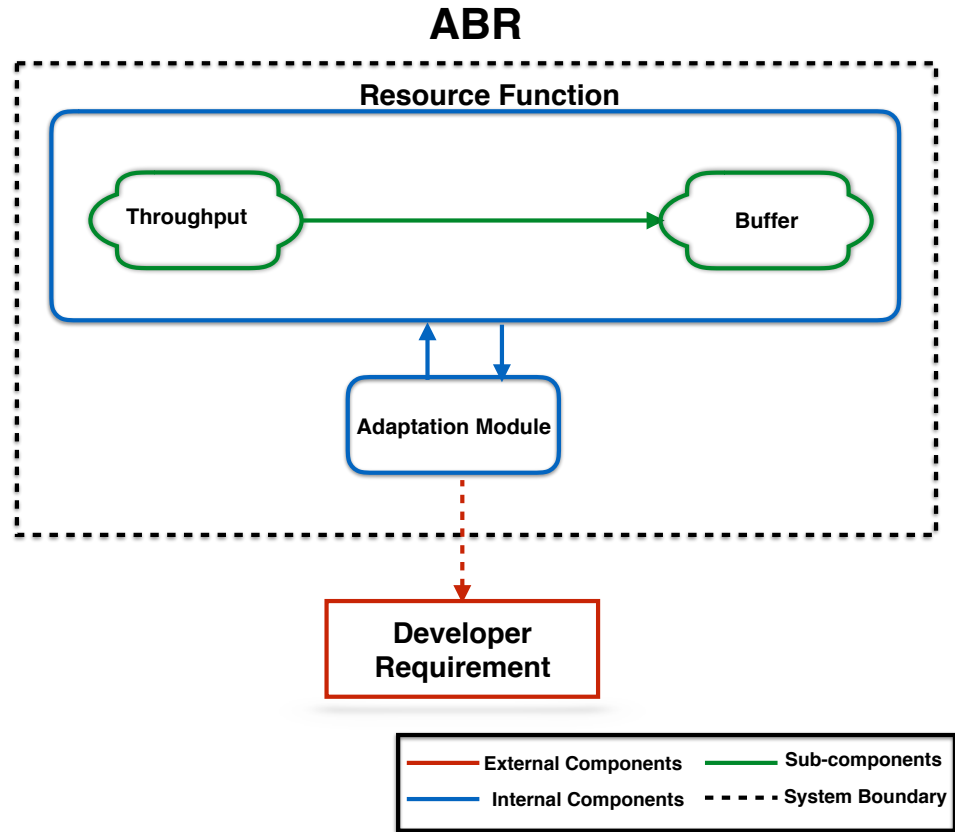 ABR
Resource Function
Throughput
Buffer
Adaptation Module
Developer
Requirement
External Components
Sub-components
Internal Components
System Boundary